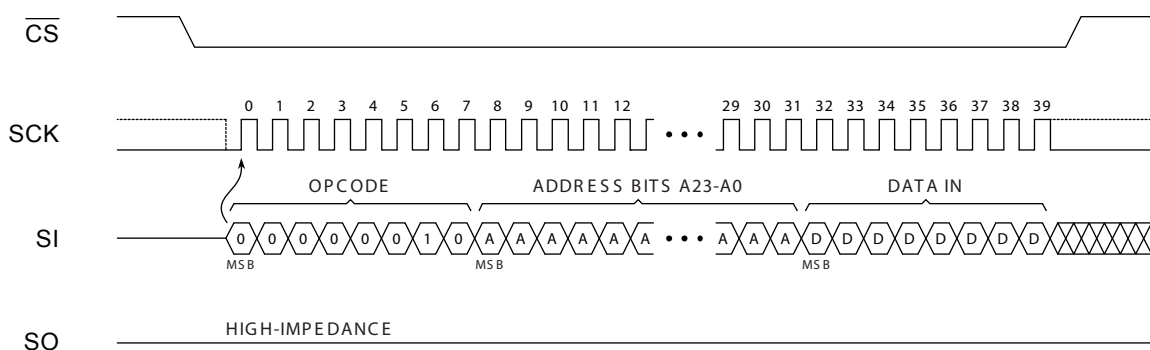 CS
0 1 2 3 4 5 6 7 8 9 10 11 12 29 30 31 32 33 34 35 36 37 38 39
SCK
OPCODE ADDRESS BITS A23-A0 DATA IN
SI 0 0 0 0 0 0 1 0 A A A A A A A A A D D D D D D D D
MSB MSB MSB
HIGH-IMPEDANCE
SO